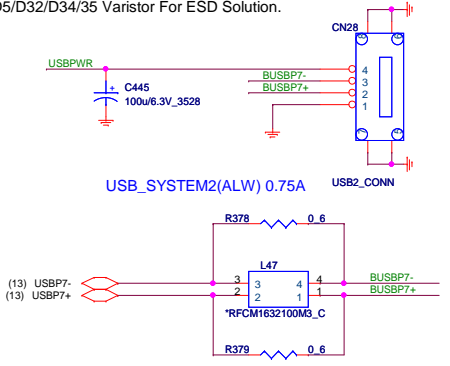 D5/D32/D34/35 Varistor For ESD Solution.
CN28
USBPWR
BUSBP7-
BUSBP7+
4
3
2
1
+
C445
100u/6.3V_3528
USB_SYSTEM2(ALW) 0.75A
USB2_CONN
R378
0_6
L47
(13) USBP7-
(13) USBP7+
3
2
3
2
4
1
4
1
BUSBP7-
BUSBP7+
*RFCM1632100M3_C
R379
0_6